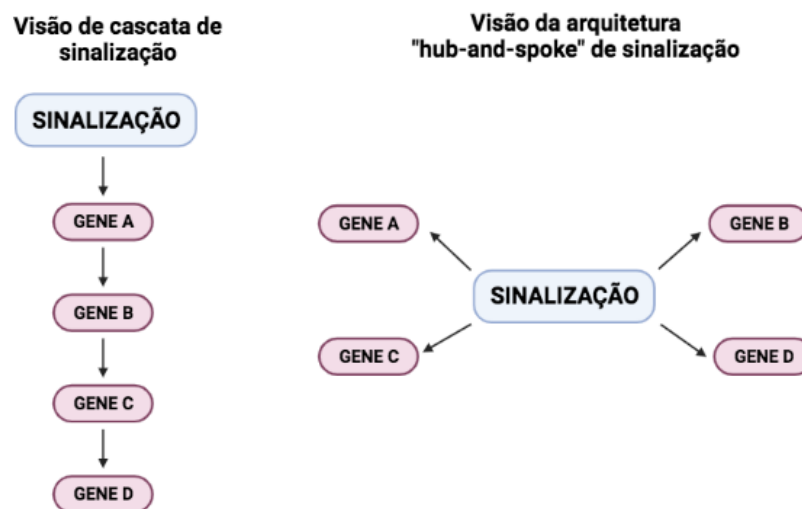 Visão de cascata de
sinalização
SINALIZAÇÃO
GENE A
GENE B
GENE C
GENE D
Visão da arquitetura
"hub-and-spoke" de sinalização
GENE A
GENE B
SINALIZAÇÃO
GENE C
GENE D